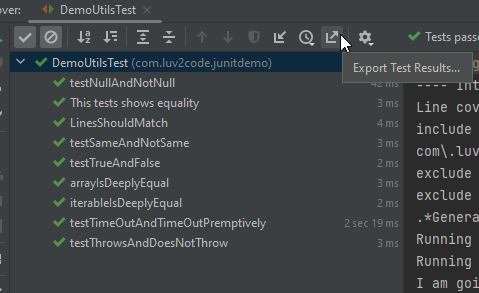 over:
DemoUtilsTest
Tests passe
DemoUtilsTest (com.luv2code.junitdemo)
Export Test Results...
testNullAndNotNull 42 ms
This tests shows equality 3 ms
LinesShouldMatch 4 ms
testSameAndNotSame 3 ms
testTrueAndFalse 2 ms
arrayIsDeeplyEqual 3 ms
iterableIsDeeplyEqual 2 ms
testTimeOutAndTimeOutPremptively 2 sec 19 ms
testThrowsAndDoesNotThrow 3 ms
---- Int
Line cov
include
com\.luv
exclude
exclude
.*Genera
Running
Running
I am goi